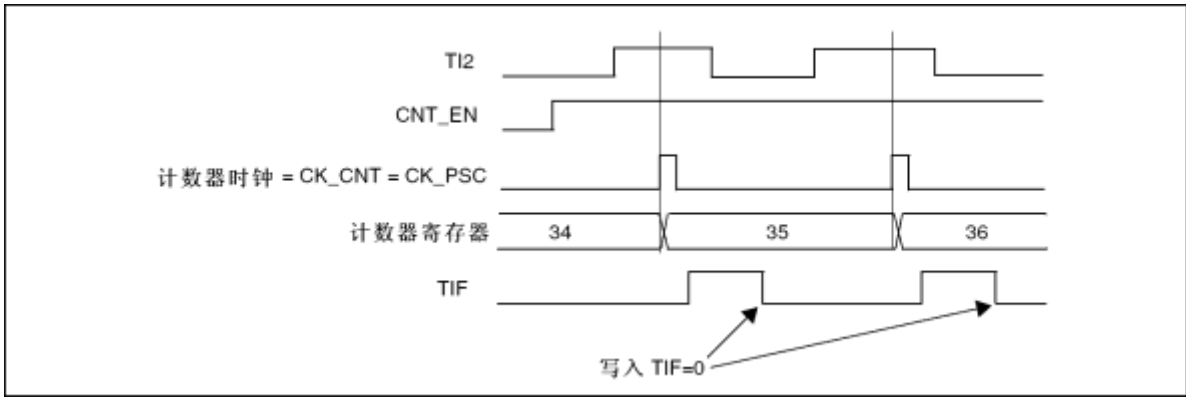 TI2
CNT_EN
计数器时钟 = CK_CNT = CK_PSC
计数器寄存器 34 35 36
TIF
写入 TIF=0